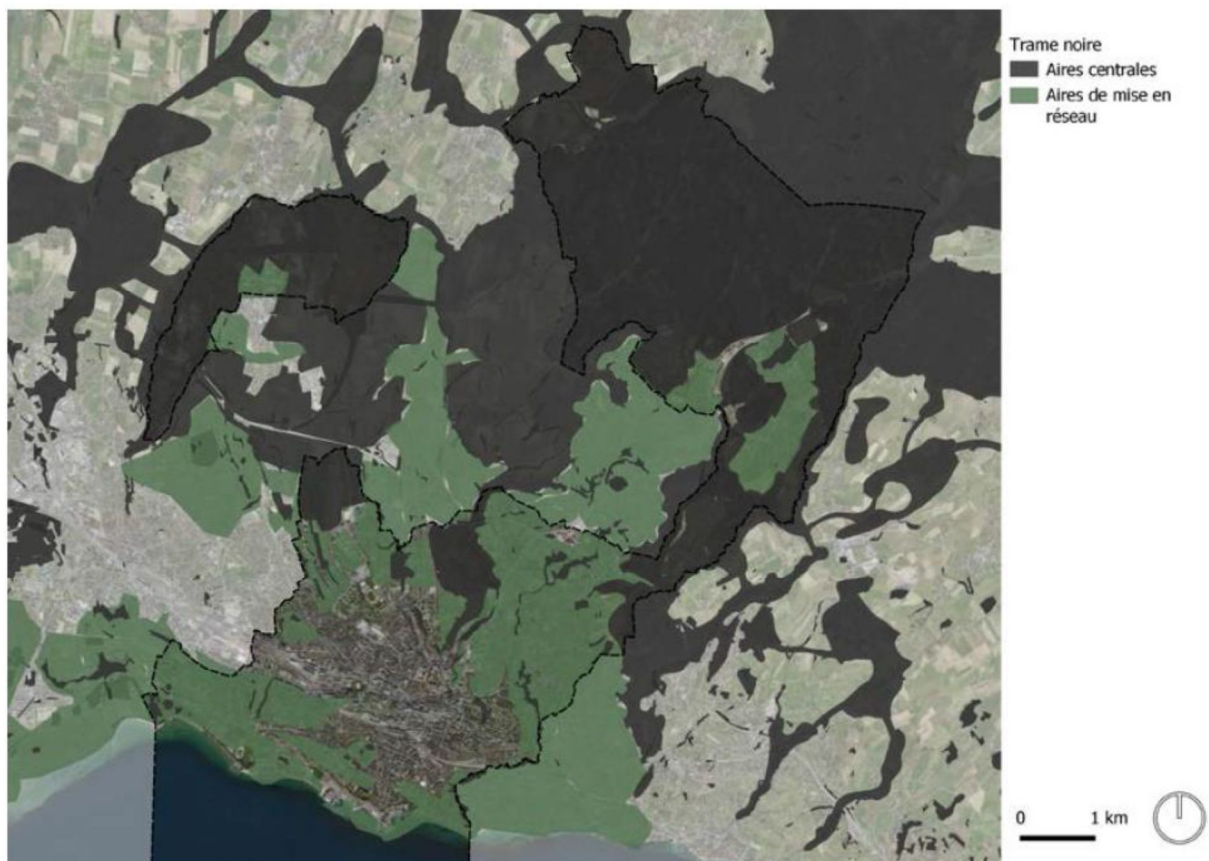 Trame noire
Aires centrales
Aires de mise en
réseau
0 1 km